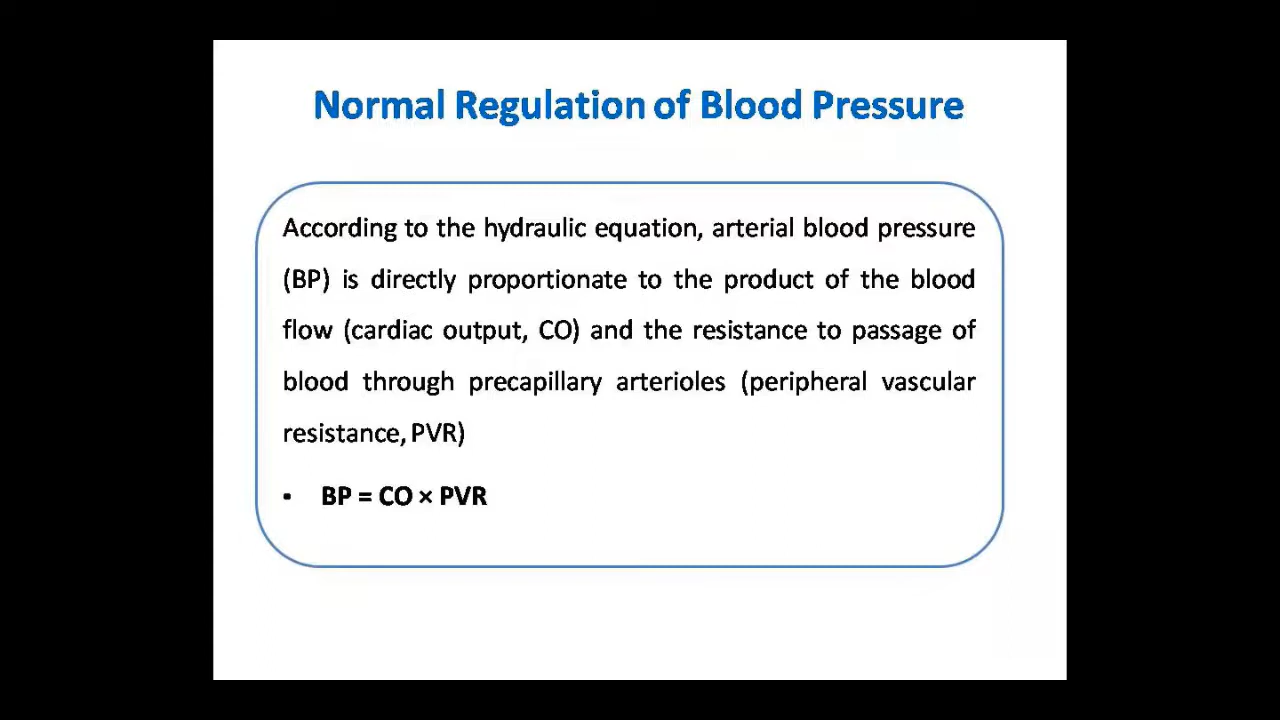 Normal Regulation of Blood Pressure
According to the hydraulic equation, arterial blood pressure
(BP) is directly proportionate to the product of the blood
flow (cardiac output, CO) and the resistance to passage of
blood through precapillary arterioles (peripheral vascular
resistance, PVR)
▪ BP = CO × PVR